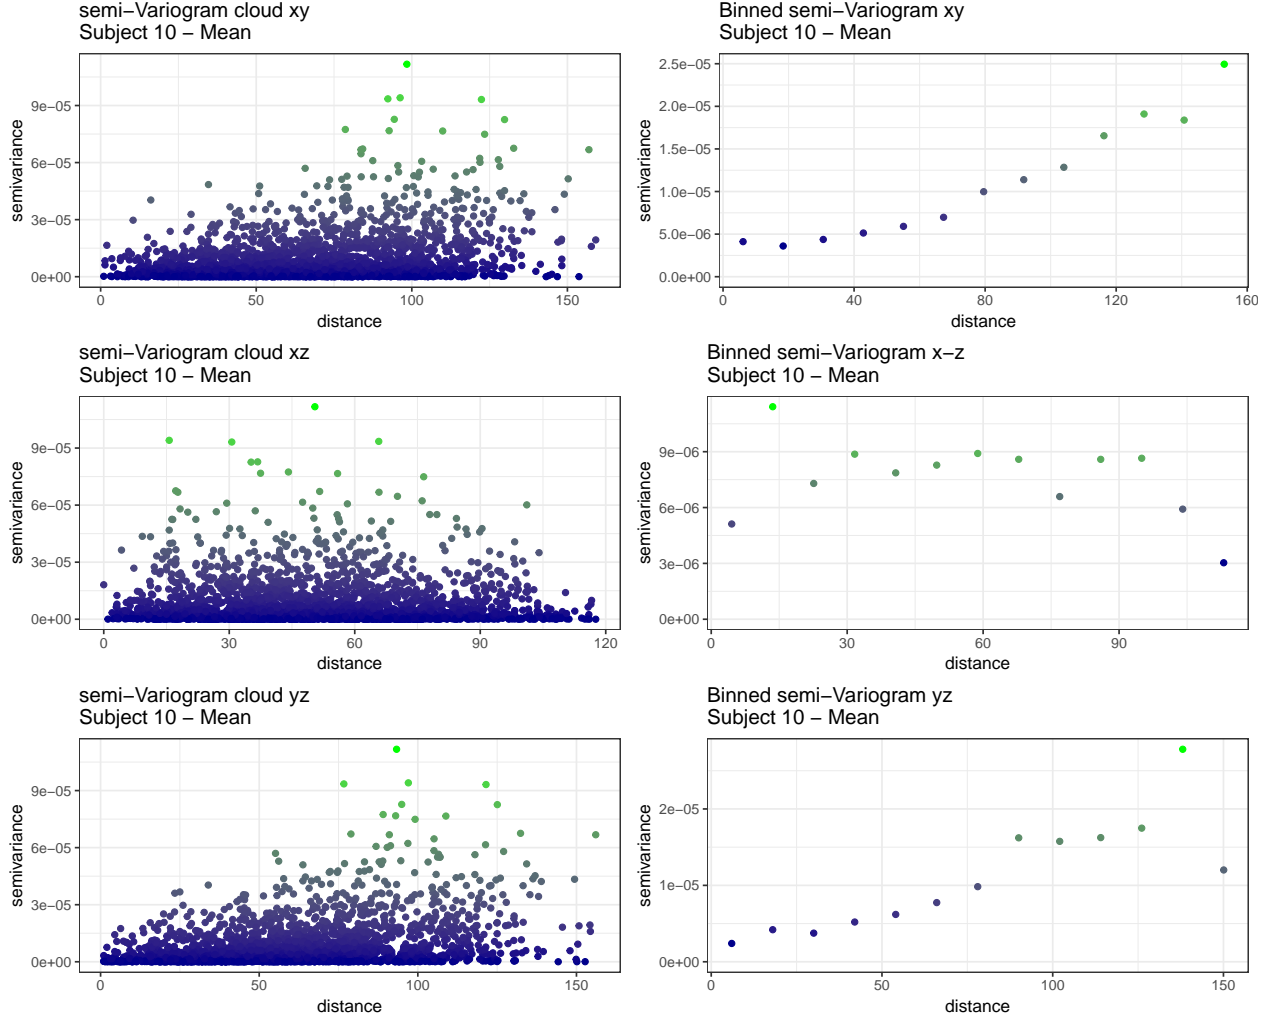 semi−Variogram cloud xy
Subject 10 − Mean
9e−05
6e−05
3e−05
0e+00
semivariance
0
50
100
150
distance
Binned semi−Variogram xy
Subject 10 − Mean
2.5e−05
2.0e−05
1.5e−05
1.0e−05
5.0e−06
0.0e+00
semivariance
0
40
80
120
160
distance
semi−Variogram cloud xz
Subject 10 − Mean
9e−05
6e−05
3e−05
0e+00
semivariance
0
30
60
90
120
distance
Binned semi−Variogram x−z
Subject 10 − Mean
9e−06
6e−06
3e−06
0e+00
semivariance
0
30
60
90
distance
semi−Variogram cloud yz
Subject 10 − Mean
9e−05
6e−05
3e−05
0e+00
semivariance
0
50
100
150
distance
Binned semi−Variogram yz
Subject 10 − Mean
2e−05
1e−05
0e+00
semivariance
0
50
100
150
distance